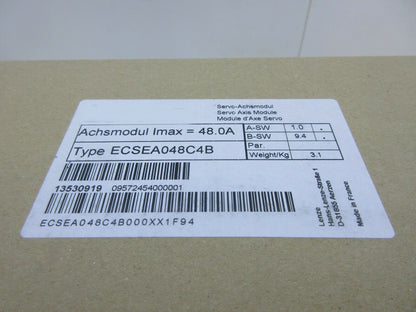 Servo-Achsmodul
Servo Axis Module
Module d'Axe Servo
Achsmodul Imax = 48.0A
Type ECSEA048C4B
A-SW 1.0 .
B-SW 9.4 .
Par.
Weight/Kg 3.1
13530919 09572454000001
ECSEA048C4B000XX1F94
Lenze
Hans-Lenze-Straße 1
D-31855 Aerzen
Made in France